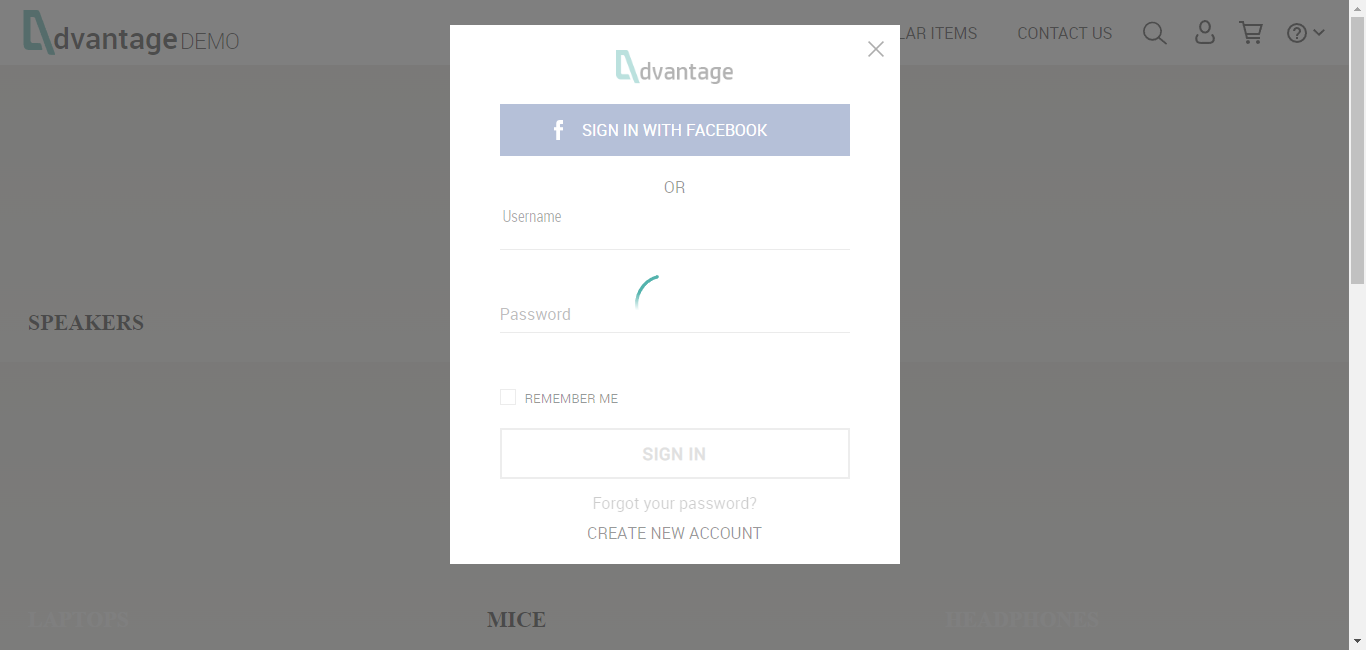 dvantage DEMO
LAR ITEMS
CONTACT US
dvantage
SIGN IN WITH FACEBOOK
OR
Username
Password
REMEMBER ME
SIGN IN
Forgot your password?
CREATE NEW ACCOUNT
SPEAKERS
LAPTOPS
MICE
HEADPHONES